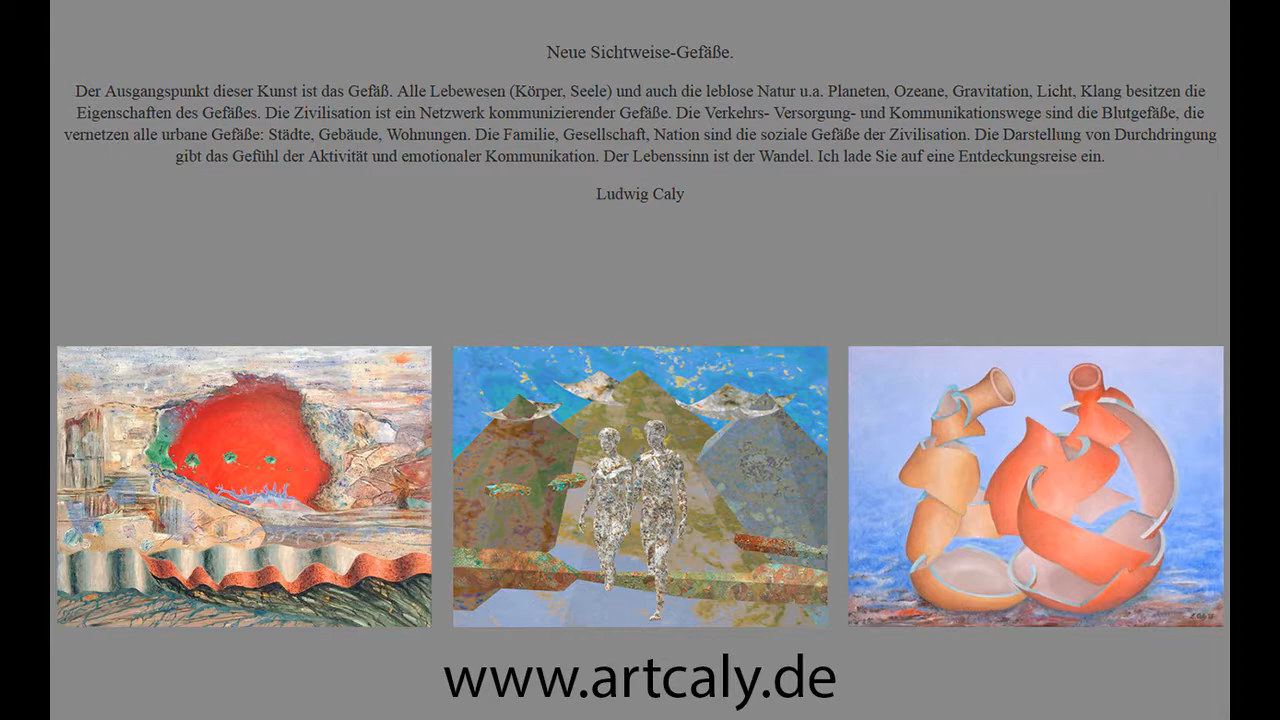 Neue Sichtweise-Gefäße.
Der Ausgangspunkt dieser Kunst ist das Gefäß. Alle Lebewesen (Körper, Seele) und auch die leblose Natur u.a. Planeten, Ozeane, Gravitation, Licht, Klang besitzen die
Eigenschaften des Gefäßes. Die Zivilisation ist ein Netzwerk kommunizierender Gefäße. Die Verkehrs- Versorgung- und Kommunikationswege sind die Blutgefäße, die
vernetzen alle urbane Gefäße: Städte, Gebäude, Wohnungen. Die Familie, Gesellschaft, Nation sind die soziale Gefäße der Zivilisation. Die Darstellung von Durchdringung
gibt das Gefühl der Aktivität und emotionaler Kommunikation. Der Lebenssinn ist der Wandel. Ich lade Sie auf eine Entdeckungsreise ein.
Ludwig Caly
www.artcaly.de